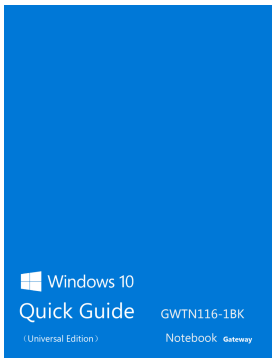 Windows 10
Quick Guide GWTN116-1BK
（Universal Edition） Notebook Gateway